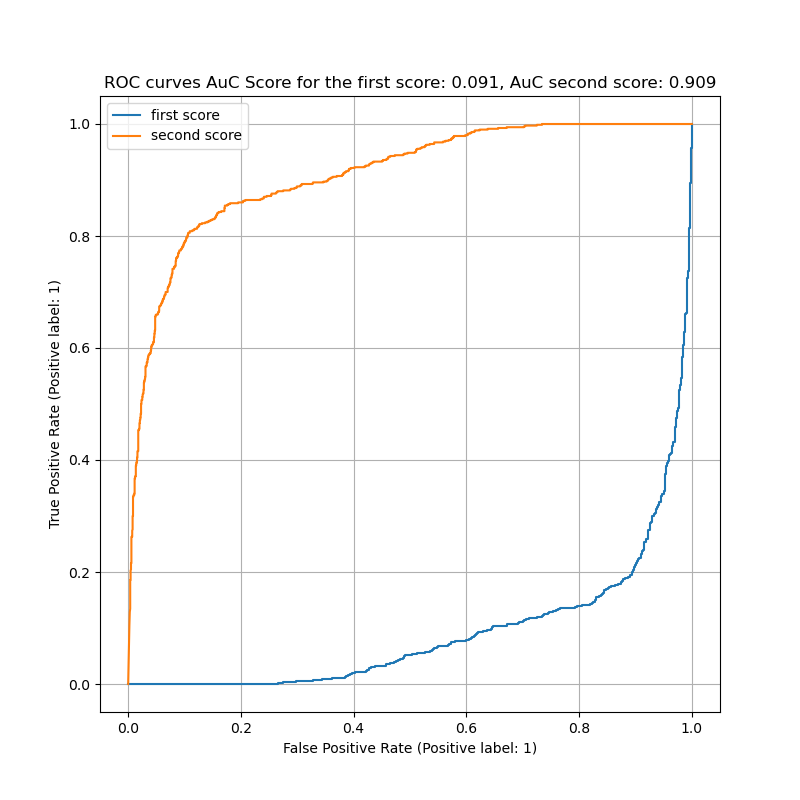 ROC curves AuC Score for the first score: 0.091, AuC second score: 0.909
first score
second score
1.0
0.8
0.6
0.4
0.2
0.0
True Positive Rate (Positive label: 1)
0.0 0.2 0.4 0.6 0.8 1.0
False Positive Rate (Positive label: 1)